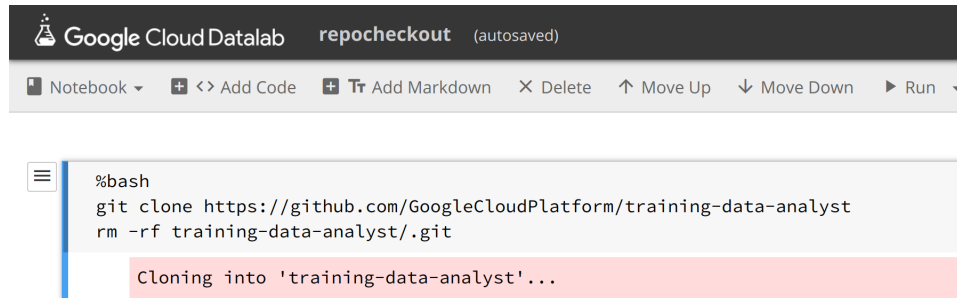 Google Cloud Datalab repocheckout (autosaved)
Notebook <> Add Code Tт Add Markdown Delete Move Up Move Down Run
%bash
git clone https://github.com/GoogleCloudPlatform/training-data-analyst
rm -rf training-data-analyst/.git
Cloning into 'training-data-analyst'...